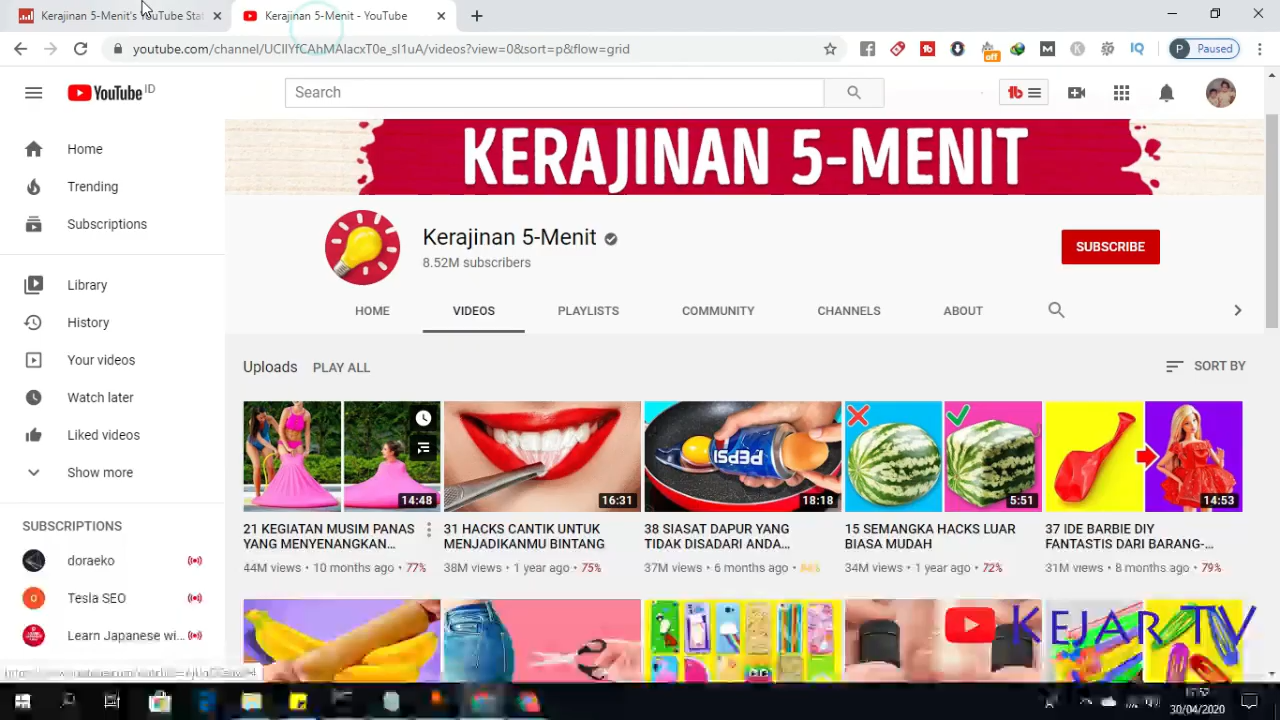 Kerajinan 5-Menit's YouTube Stat
Kerajinan 5-Menit - YouTube
youtube.com/channel/UCIlYfCAhMAIacxT0e_sI1uA/videos?view=0&sort=p&flow=grid
off
IQ
P Paused
YouTube ID
Search
Home
Trending
Subscriptions
Library
History
Your videos
Watch later
Liked videos
Show more
SUBSCRIPTIONS
doraeko
Tesla SEO
Learn Japanese wi...
KERAJINAN 5-MENIT
Kerajinan 5-Menit
8.52M subscribers
SUBSCRIBE
HOME VIDEOS PLAYLISTS COMMUNITY CHANNELS ABOUT
Uploads PLAY ALL SORT BY
PEPSI
14:48 16:31 18:18 5:51 14:53
21 KEGIATAN MUSIM PANAS
YANG MENYENANGKAN...
44M views • 10 months ago • 77%
31 HACKS CANTIK UNTUK
MENJADIKANMU BINTANG
38M views • 1 year ago • 75%
38 SIASAT DAPUR YANG
TIDAK DISADARI ANDA...
37M views • 6 months ago •
15 SEMANGKA HACKS LUAR
BIASA MUDAH
34M views • 1 year ago • 72%
37 IDE BARBIE DIY
FANTASTIS DARI BARANG-...
31M views • 8 months ago • 79%
KEJAR TV
30/04/2020